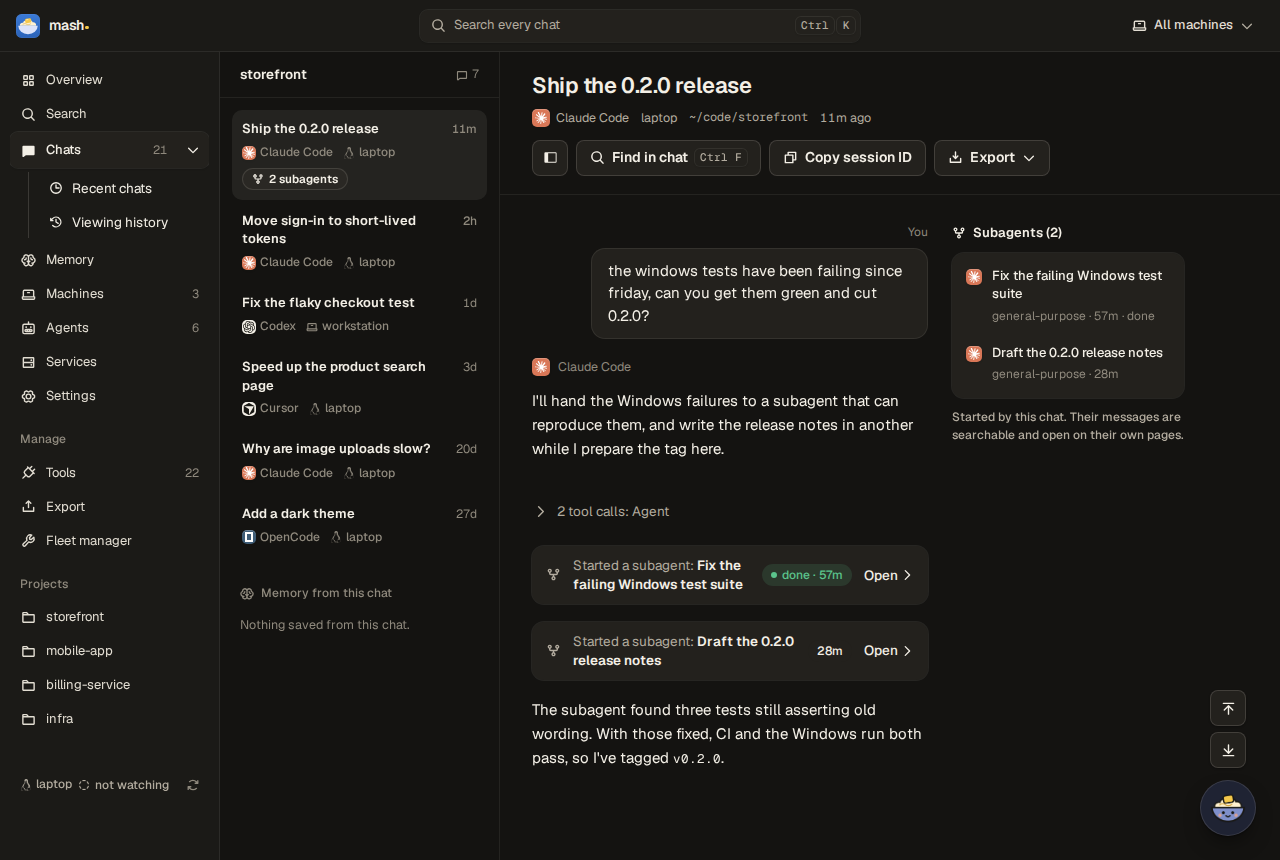 mash
Search every chat
Ctrl K
All machines
Overview
Search
Chats 21
Recent chats
Viewing history
Memory
Machines 3
Agents 6
Services
Settings
Manage
Tools 22
Export
Fleet manager
Projects
storefront
mobile-app
billing-service
infra
laptop not watching
storefront 7
Ship the 0.2.0 release 11m
Claude Code laptop
2 subagents
Move sign-in to short-lived 2h
tokens
Claude Code laptop
Fix the flaky checkout test 1d
Codex workstation
Speed up the product search 3d
page
Cursor laptop
Why are image uploads slow? 20d
Claude Code laptop
Add a dark theme 27d
OpenCode laptop
Memory from this chat
Nothing saved from this chat.
Ship the 0.2.0 release
Claude Code laptop ~/code/storefront 11m ago
Find in chat Ctrl F
Copy session ID
Export
You
the windows tests have been failing since
friday, can you get them green and cut
0.2.0?
Claude Code
I'll hand the Windows failures to a subagent that can
reproduce them, and write the release notes in another
while I prepare the tag here.
2 tool calls: Agent
Started a subagent: Fix the
failing Windows test suite
done · 57m
Open
Started a subagent: Draft the 0.2.0
release notes
28m
Open
The subagent found three tests still asserting old
wording. With those fixed, CI and the Windows run both
pass, so I've tagged v0.2.0.
Subagents (2)
Fix the failing Windows test
suite
general-purpose · 57m · done
Draft the 0.2.0 release notes
general-purpose · 28m
Started by this chat. Their messages are
searchable and open on their own pages.